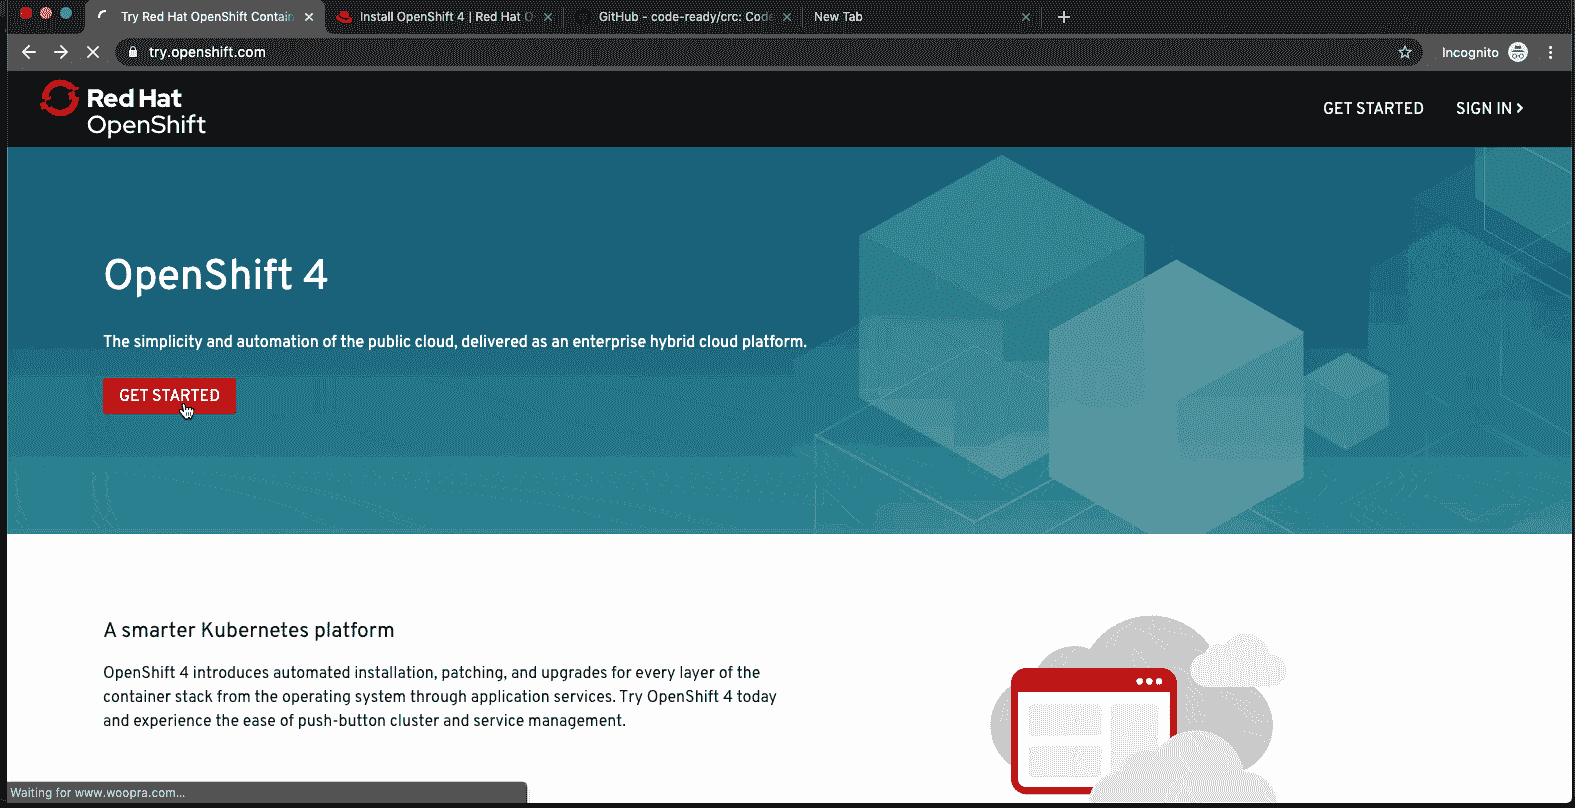 Try Red Hat OpenShift Contain
Install OpenShift 4 | Red Hat O
GitHub - code-ready/crc: Code
New Tab
try.openshift.com
Incognito
Red Hat
OpenShift
GET STARTED
SIGN IN
OpenShift 4
The simplicity and automation of the public cloud, delivered as an enterprise hybrid cloud platform.
GET STARTED
A smarter Kubernetes platform
OpenShift 4 introduces automated installation, patching, and upgrades for every layer of the
container stack from the operating system through application services. Try OpenShift 4 today
and experience the ease of push-button cluster and service management.
Waiting for www.woopra.com...